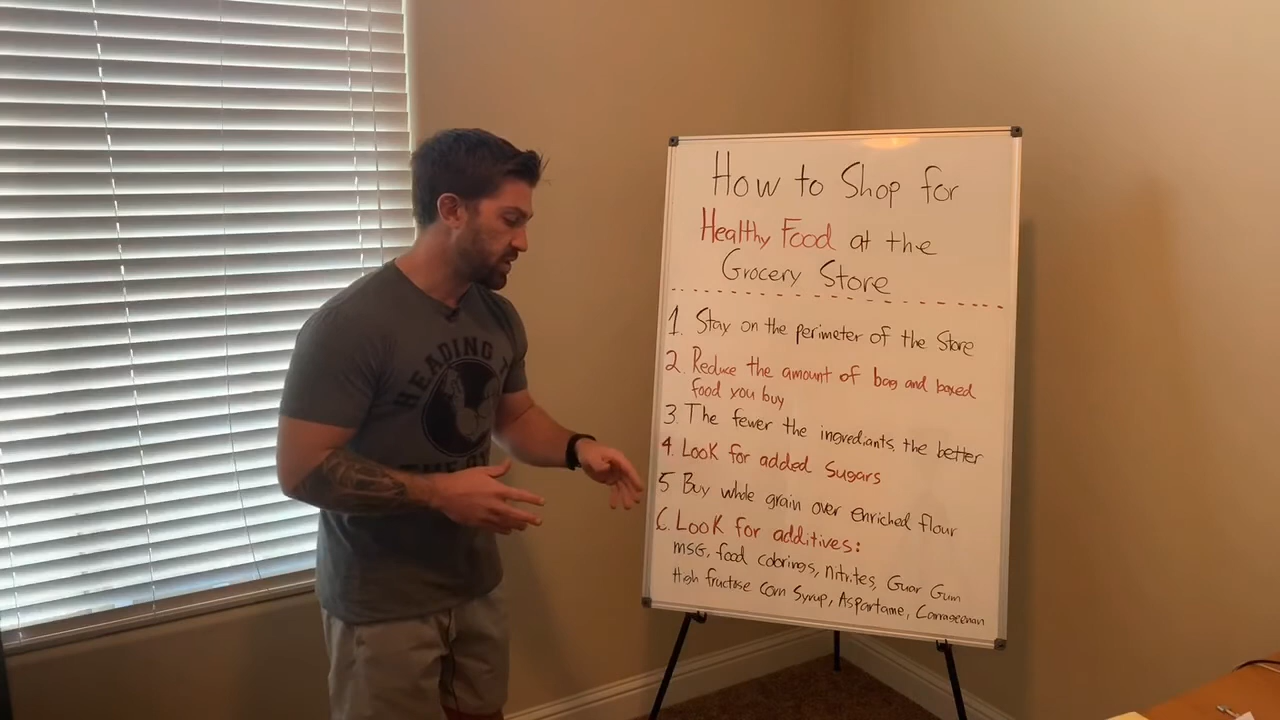 HEADING
How to Shop for
Healthy Food at the
Grocery Store
1. Stay on the perimeter of the Store
2. Reduce the amount of bag and boxed
food you buy
3. The fewer the ingrediants, the better
4. Look for added Sugars
5. Buy whole grain over enriched flour
6. Look for additives:
MSG, food colorings, nitrites, Guar Gum
High fructose Corn Syrup, Aspartame, Carrageenan